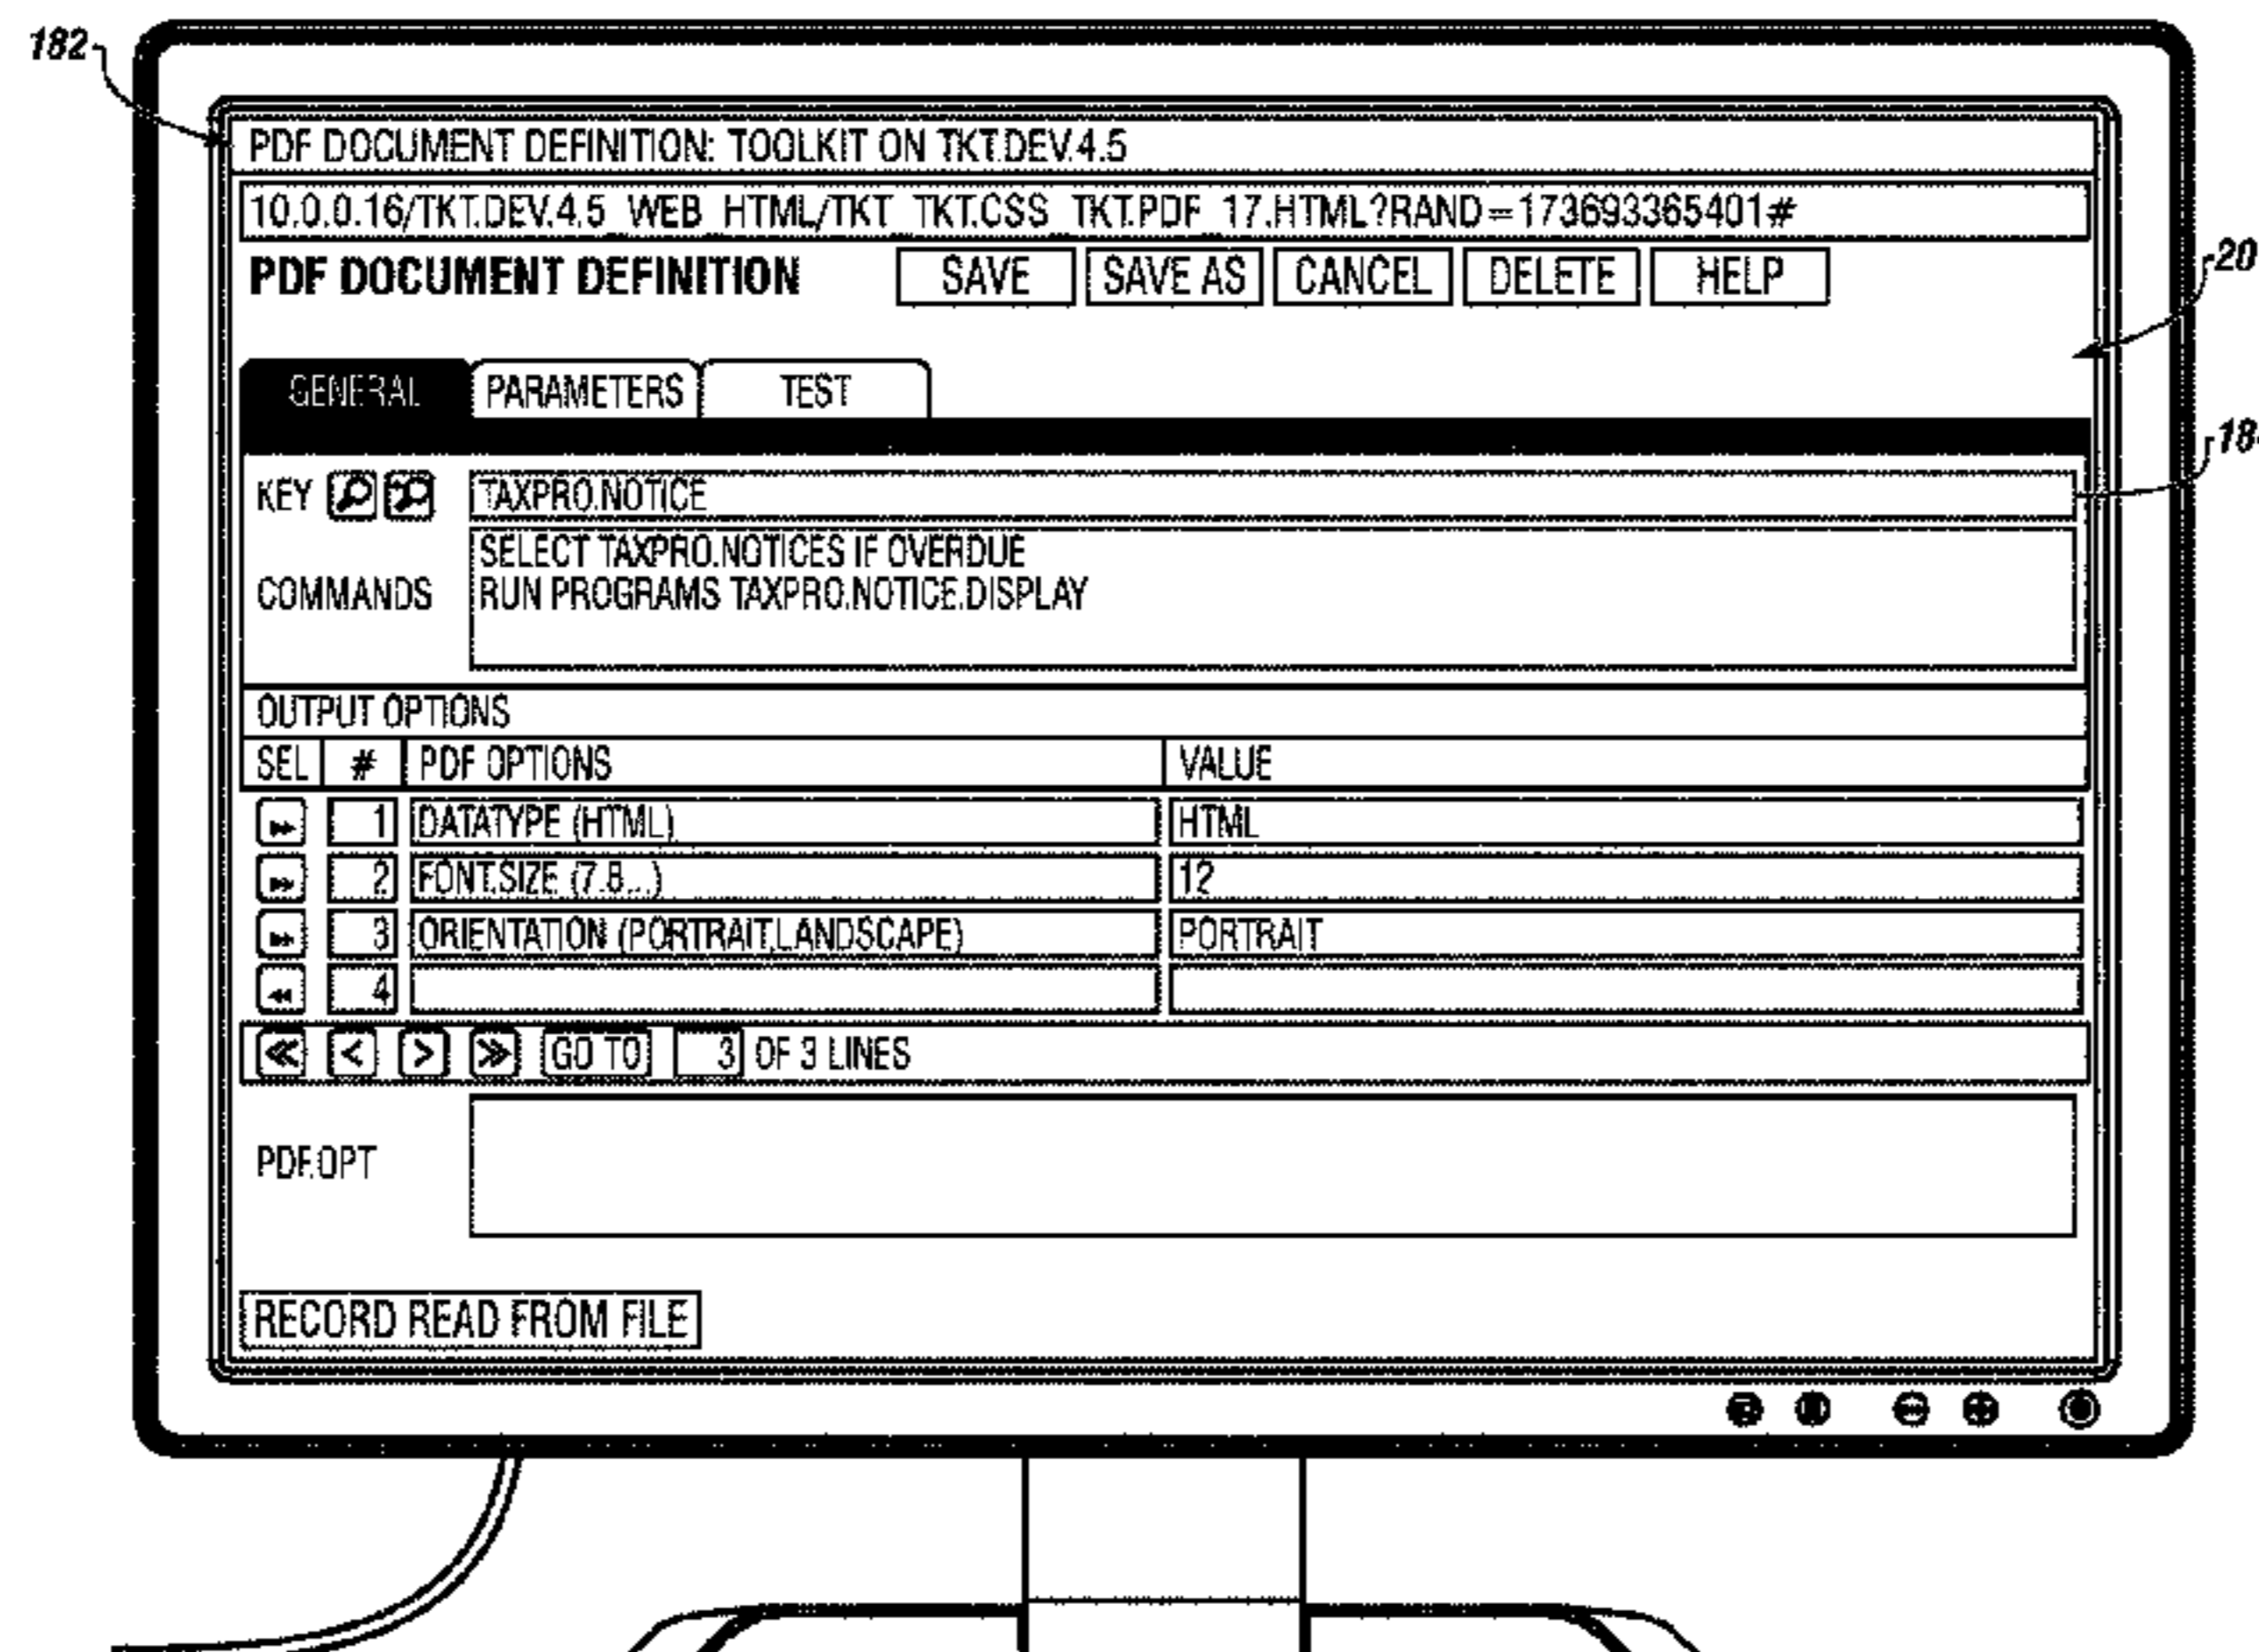 182
PDF DOCUMENT DEFINITION: TOOLKIT ON TKT.DEV.4.5
10.0.0.16/TKT.DEV.4.5_WEB_HTML/TKT_TKT.CSS_TKT.PDF_17.HTML?RAND=173693365401#
PDF DOCUMENT DEFINITION SAVE SAVE AS CANCEL DELETE HELP
20
GENERAL PARAMETERS TEST
KEY TAXPRO.NOTICE
COMMANDS SELECT TAXPRO.NOTICES IF OVERDUE
RUN PROGRAMS TAXPRO.NOTICE.DISPLAY
OUTPUT OPTIONS
SEL # PDF OPTIONS VALUE
1 DATATYPE (HTML) HTML
2 FONT.SIZE (7.8...) 12
3 ORIENTATION (PORTRAIT,LANDSCAPE) PORTRAIT
4
<< < > >> GO TO 3 OF 3 LINES
PDF.OPT
RECORD READ FROM FILE